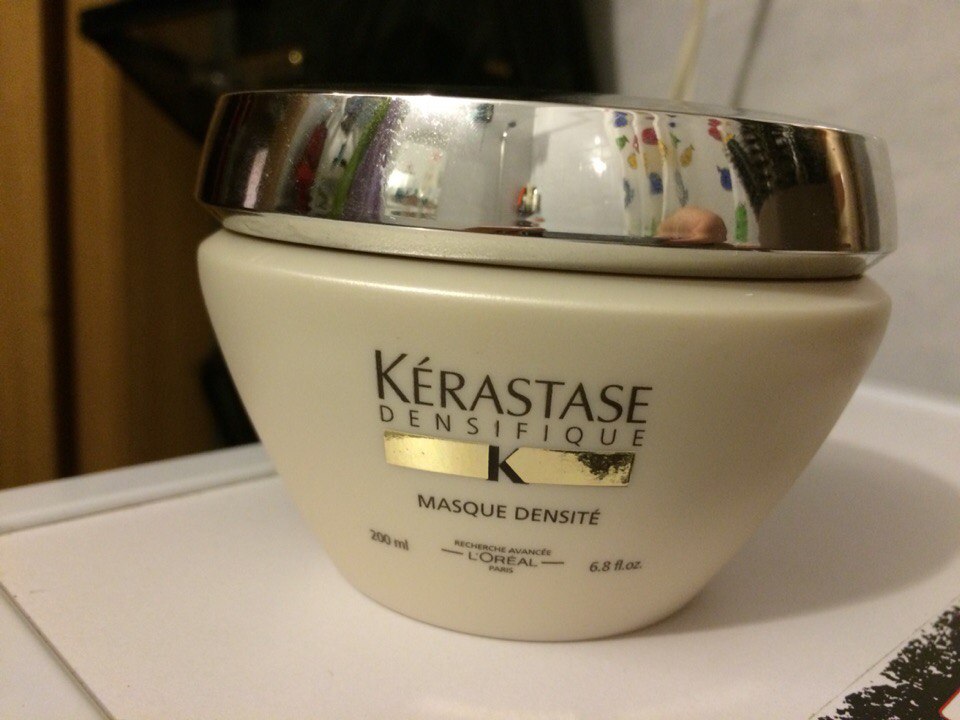 KÉRASTASE
DENSIFIQUE
K
MASQUE DENSITÉ
200 ml
RECHERCHE AVANCÉE
L'ORÉAL
PARIS
6.8 fl.oz.